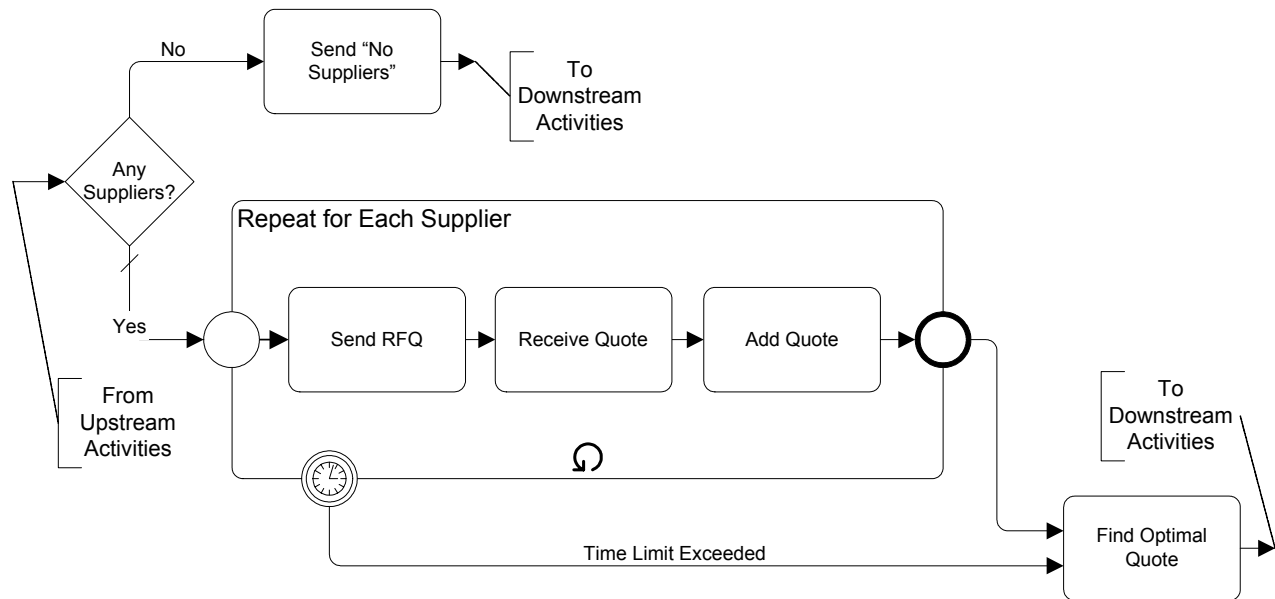 No
Send “No
Suppliers”
To
Downstream
Activities
Any
Suppliers?
Repeat for Each Supplier
Yes
Send RFQ
Receive Quote
Add Quote
From
Upstream
Activities
To
Downstream
Activities
Time Limit Exceeded
Find Optimal
Quote